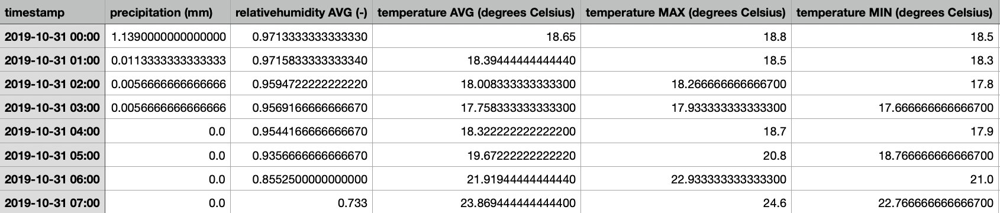 timestamp precipitation (mm) relativehumidity AVG (-) temperature AVG (degrees Celsius) temperature MAX (degrees Celsius) temperature MIN (degrees Celsius)
2019-10-31 00:00 1.1390000000000000 0.9713333333333330 18.65 18.8 18.5
2019-10-31 01:00 0.0113333333333333 0.9715833333333340 18.39444444444440 18.5 18.3
2019-10-31 02:00 0.0056666666666666 0.9594722222222220 18.008333333333300 18.266666666666700 17.8
2019-10-31 03:00 0.0056666666666666 0.9569166666666670 17.758333333333300 17.933333333333300 17.666666666666700
2019-10-31 04:00 0.0 0.9544166666666670 18.322222222222200 18.7 17.9
2019-10-31 05:00 0.0 0.9356666666666670 19.67222222222220 20.8 18.766666666666700
2019-10-31 06:00 0.0 0.8552500000000000 21.91944444444440 22.933333333333300 21.0
2019-10-31 07:00 0.0 0.733 23.869444444444400 24.6 22.766666666666700